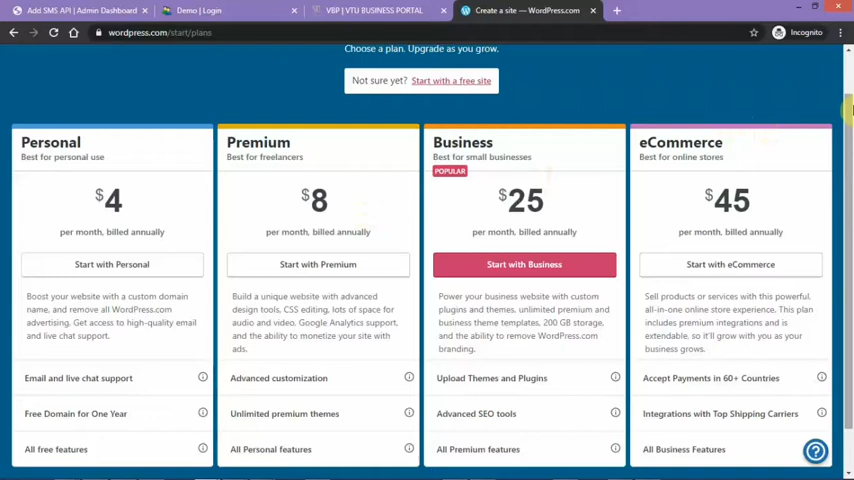 Add SMS API | Admin Dashboard
Demo | Login
VBP | VTU BUSINESS PORTAL
Create a site — WordPress.com
wordpress.com/start/plans
Incognito
Choose a plan. Upgrade as you grow.
Not sure yet? Start with a free site
Personal
Best for personal use
$4
per month, billed annually
Start with Personal
Boost your website with a custom domain
name, and remove all WordPress.com
advertising. Get access to high-quality email
and live chat support.
Email and live chat support
Free Domain for One Year
All free features
Premium
Best for freelancers
$8
per month, billed annually
Start with Premium
Build a unique website with advanced
design tools, CSS editing, lots of space for
audio and video, Google Analytics support,
and the ability to monetize your site with
ads.
Advanced customization
Unlimited premium themes
All Personal features
Business
Best for small businesses
POPULAR
$25
per month, billed annually
Start with Business
Power your business website with custom
plugins and themes, unlimited premium and
business theme templates, 200 GB storage,
and the ability to remove WordPress.com
branding.
Upload Themes and Plugins
Advanced SEO tools
All Premium features
eCommerce
Best for online stores
$45
per month, billed annually
Start with eCommerce
Sell products or services with this powerful,
all-in-one online store experience. This plan
includes premium integrations and is
extendable, so it'll grow with you as your
business grows.
Accept Payments in 60+ Countries
Integrations with Top Shipping Carriers
All Business Features